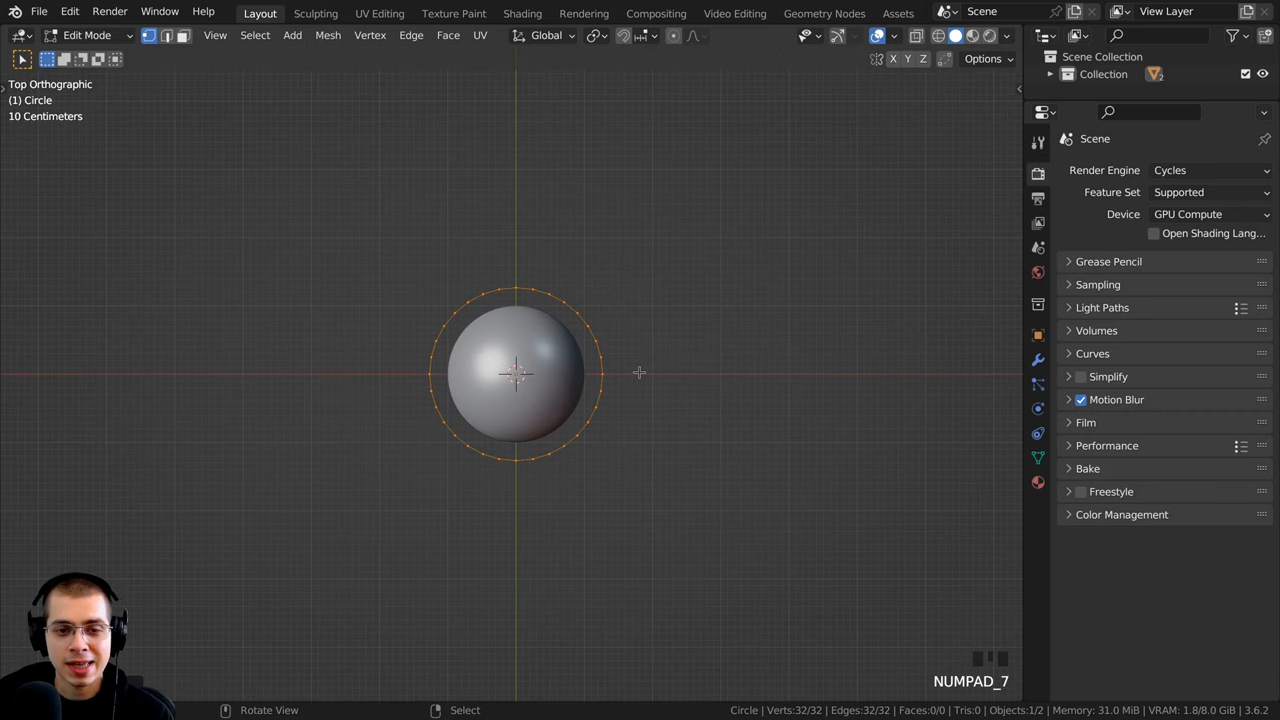 File Edit Render Window Help Layout Sculpting UV Editing Texture Paint Shading Rendering Compositing Video Editing Geometry Nodes Assets Scene View Layer
Edit Mode View Select Add Mesh Vertex Edge Face UV Global
X Y Z Options
Top Orthographic
(1) Circle
10 Centimeters
Scene Collection
Collection 2
Scene
Render Engine Cycles
Feature Set Supported
Device GPU Compute
Open Shading Lang...
Grease Pencil
Sampling
Light Paths
Volumes
Curves
Simplify
Motion Blur
Film
Performance
Bake
Freestyle
Color Management
NUMPAD_7
Rotate View Select Circle | Verts:32/32 | Edges:32/32 | Faces:0/0 | Tris:0 | Objects:1/2 | Memory: 31.0 MiB | VRAM: 1.8/8.0 GiB | 3.6.2